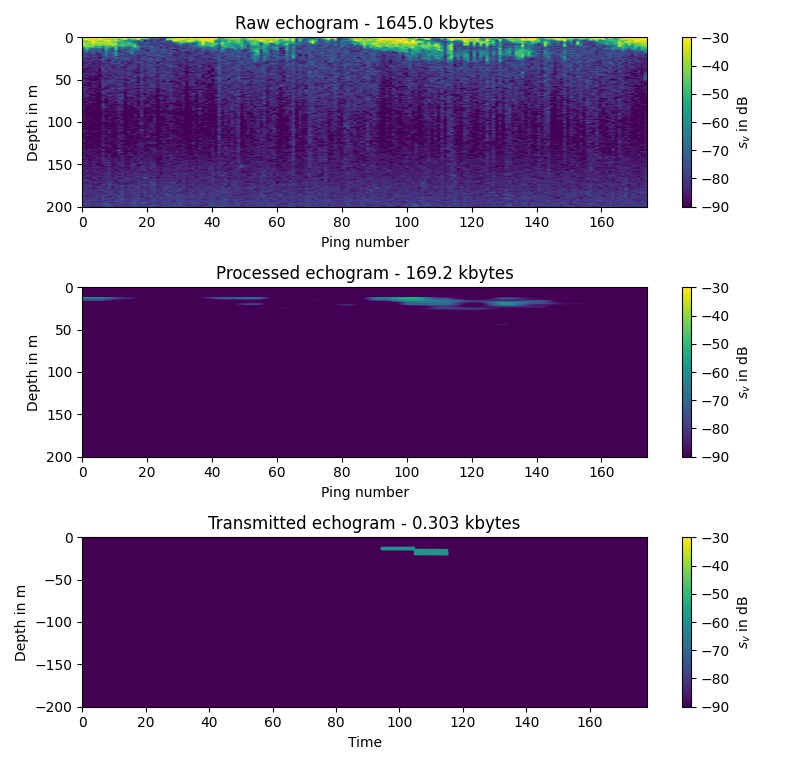 Raw echogram - 1645.0 kbytes
0
50
100
150
200
Depth in m
0 20 40 60 80 100 120 140 160
Ping number
−30
−40
−50
−60
−70
−80
−90
sᵥ in dB
Processed echogram - 169.2 kbytes
0
50
100
150
200
Depth in m
0 20 40 60 80 100 120 140 160
Ping number
−30
−40
−50
−60
−70
−80
−90
sᵥ in dB
Transmitted echogram - 0.303 kbytes
0
−50
−100
−150
−200
Depth in m
0 20 40 60 80 100 120 140 160
Time
−30
−40
−50
−60
−70
−80
−90
sᵥ in dB